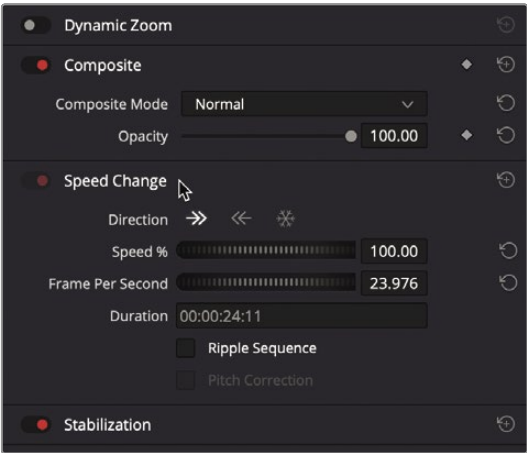 Dynamic Zoom
Composite
Composite Mode Normal
Opacity 100.00
Speed Change
Direction
Speed % 100.00
Frame Per Second 23.976
Duration 00:00:24:11
Ripple Sequence
Pitch Correction
Stabilization